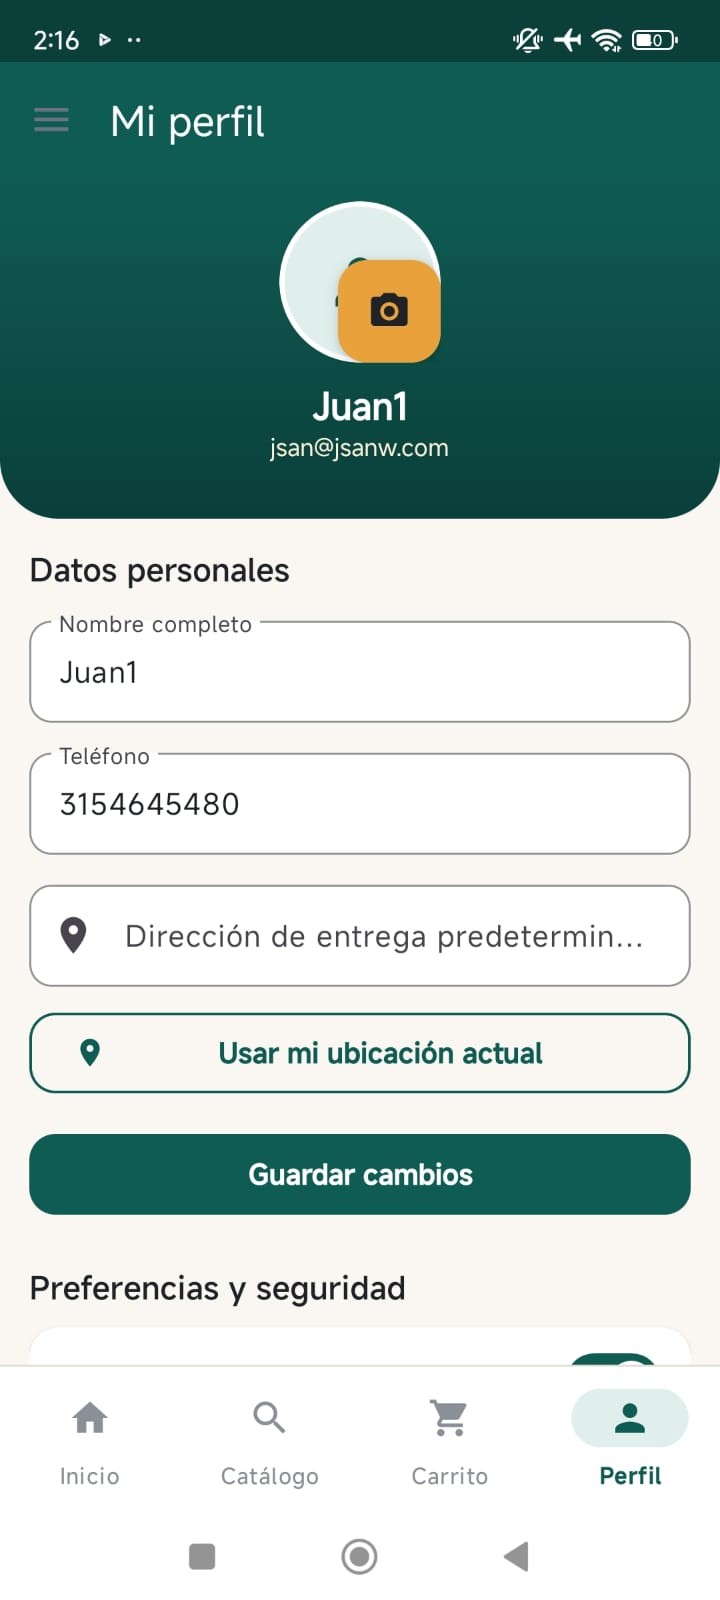 2:16
40
Mi perfil
Juan1
jsan@jsanw.com
Datos personales
Nombre completo
Juan1
Teléfono
3154645480
Dirección de entrega predetermin...
Usar mi ubicación actual
Guardar cambios
Preferencias y seguridad
Inicio
Catálogo
Carrito
Perfil